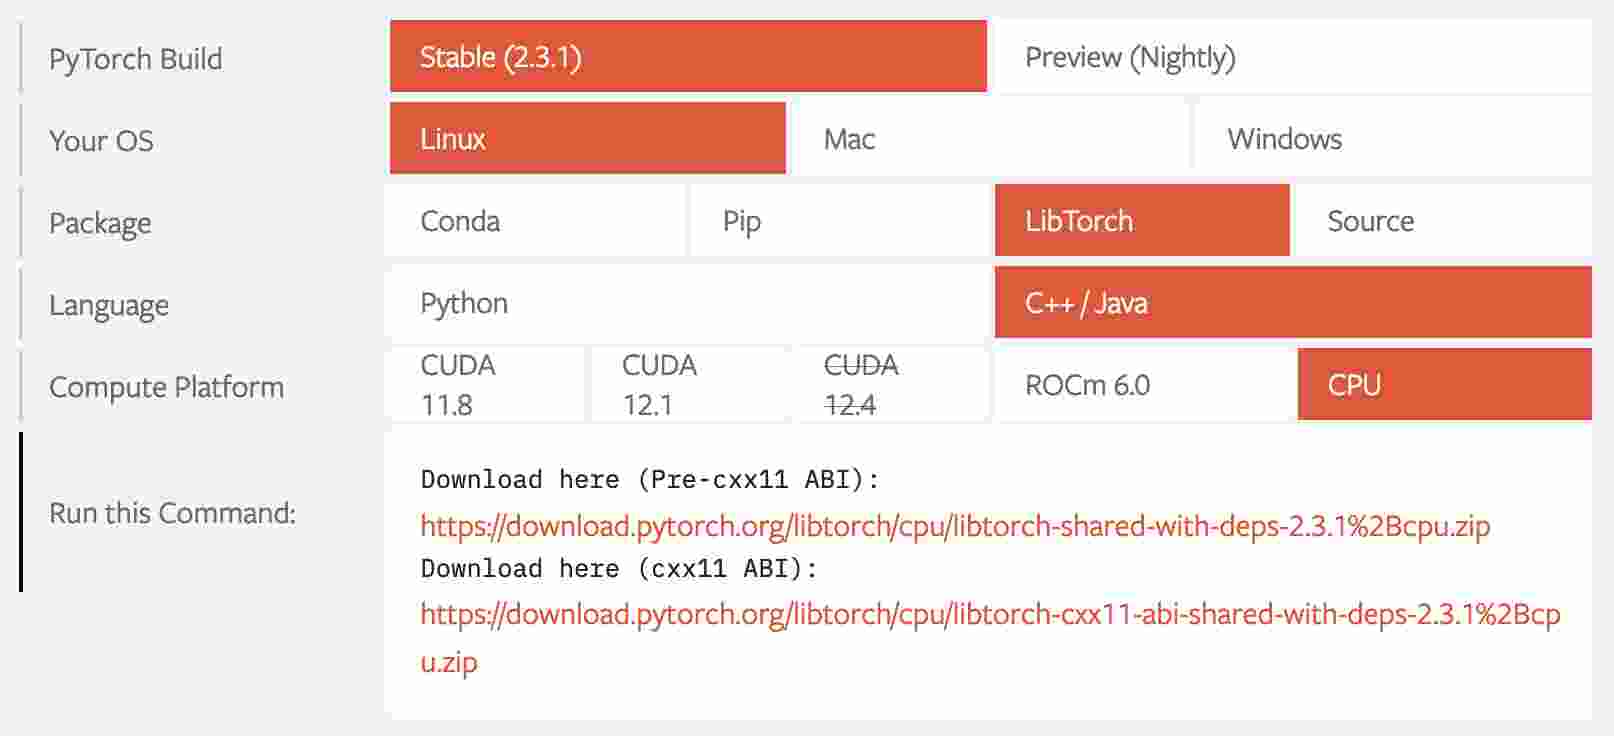 PyTorch Build
Stable (2.3.1)
Preview (Nightly)
Your OS
Linux
Mac
Windows
Package
Conda
Pip
LibTorch
Source
Language
Python
C++ / Java
Compute Platform
CUDA
11.8
CUDA
12.1
CUDA
12.4
ROCm 6.0
CPU
Run this Command:
Download here (Pre-cxx11 ABI):
https://download.pytorch.org/libtorch/cpu/libtorch-shared-with-deps-2.3.1%2Bcpu.zip
Download here (cxx11 ABI):
https://download.pytorch.org/libtorch/cpu/libtorch-cxx11-abi-shared-with-deps-2.3.1%2Bcp
u.zip